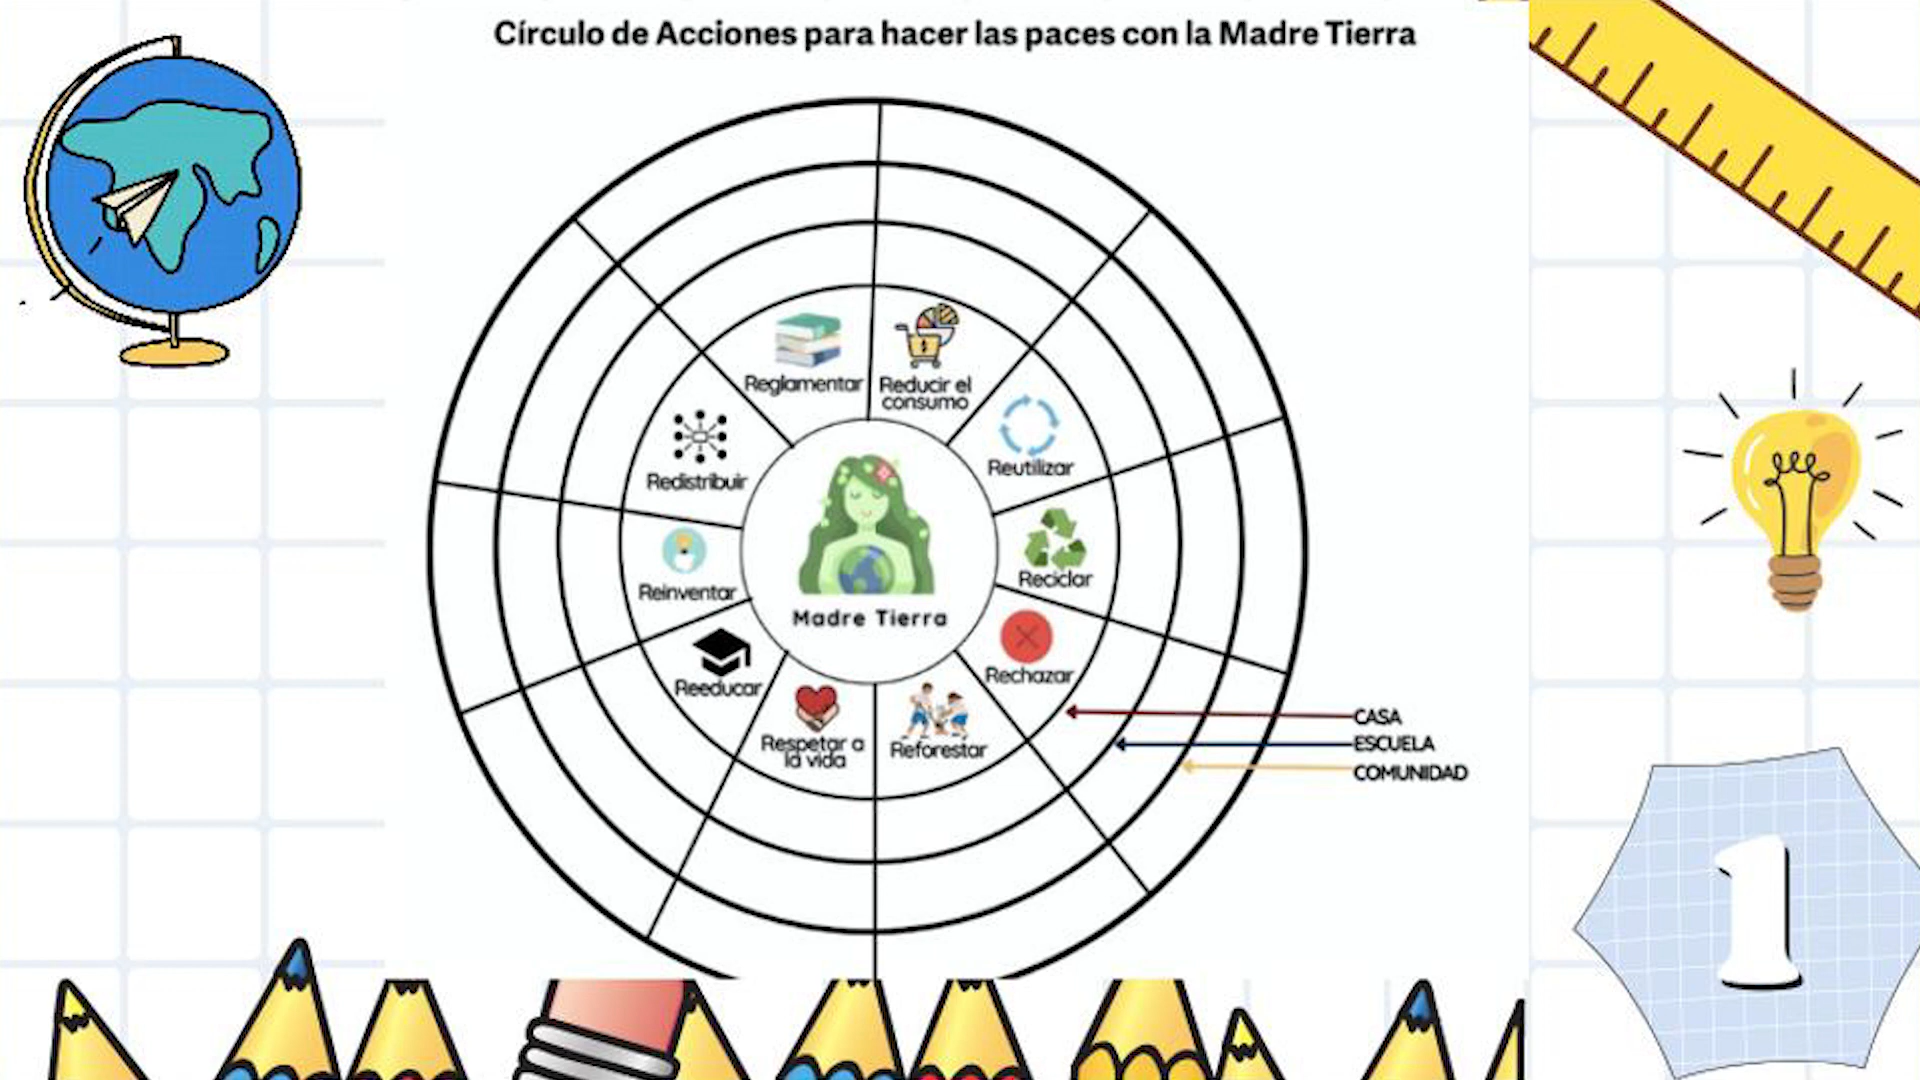 Círculo de Acciones para hacer las paces con la Madre Tierra
Reglamentar
Reducir el
consumo
Reutilizar
Redistribuir
Reciclar
Reinventar
Madre Tierra
Rechazar
Reeducar
Respetar a
la vida
Reforestar
CASA
ESCUELA
COMUNIDAD
1